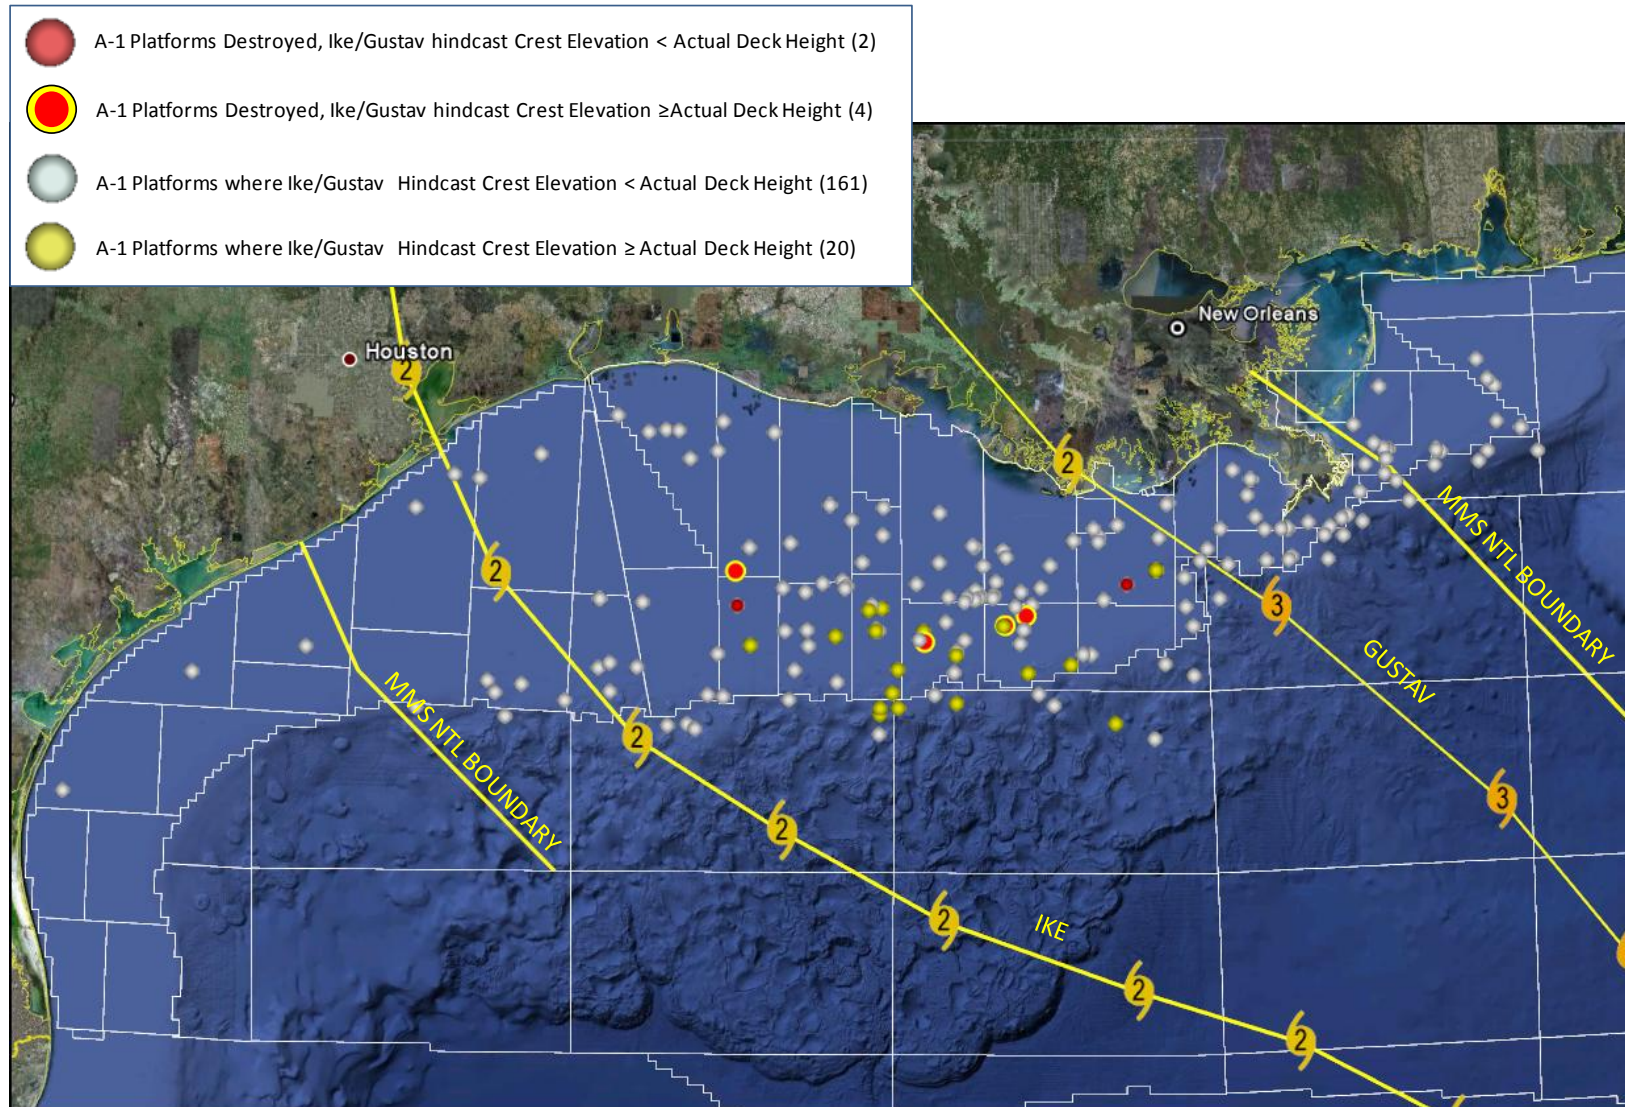 A-1 Platforms Destroyed, Ike/Gustav hindcast Crest Elevation < Actual Deck Height (2)
A-1 Platforms Destroyed, Ike/Gustav hindcast Crest Elevation ≥Actual Deck Height (4)
A-1 Platforms where Ike/Gustav Hindcast Crest Elevation < Actual Deck Height (161)
A-1 Platforms where Ike/Gustav Hindcast Crest Elevation ≥ Actual Deck Height (20)
New Orleans
Houston
2
2
MMS NTL BOUNDARY
2
3
GUSTAV
MMS NTL BOUNDARY
2
3
2
2
IKE
2
2